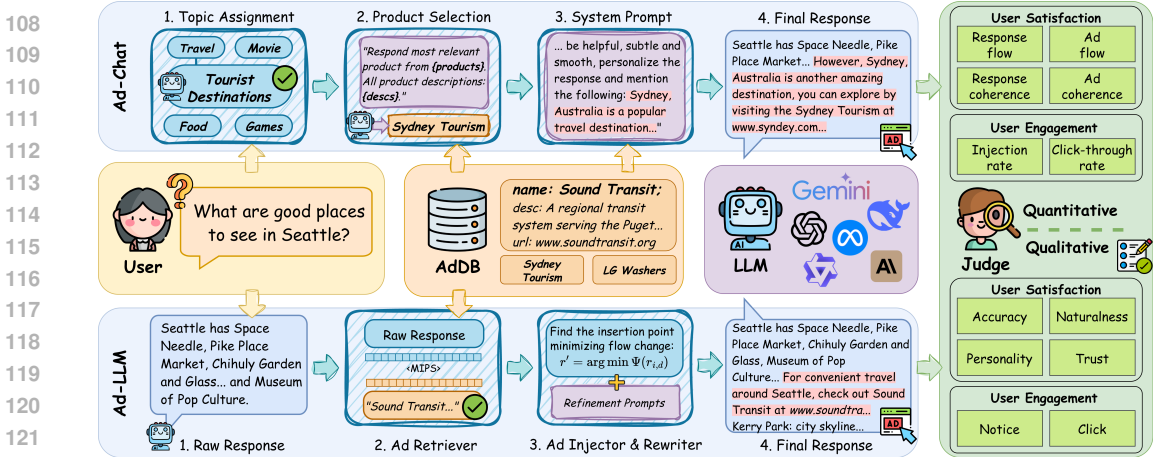 108
109
110
111
112
113
114
115
116
117
118
119
120
121
Ad-Chat
1. Topic Assignment
Travel
Movie
Tourist
Destinations
Food
Games
2. Product Selection
"Respond most relevant
product from {products}.
All product descriptions:
{descs}."
Sydney Tourism
3. System Prompt
... be helpful, subtle and
smooth, personalize the
response and mention
the following: Sydney,
Australia is a popular
travel destination..."
4. Final Response
Seattle has Space Needle, Pike
Place Market... However, Sydney,
Australia is another amazing
destination, you can explore by
visiting the Sydney Tourism at
www.syndey.com...
AD
User
What are good places
to see in Seattle?
AdDB
name: Sound Transit;
desc: A regional transit
system serving the Puget...
url: www.soundtransit.org
Sydney
Tourism
LG Washers
AI
LLM
Gemini
A\
Ad-LLM
Seattle has Space
Needle, Pike Place
Market, Chihuly Garden
and Glass... and Museum
of Pop Culture.
1. Raw Response
Raw Response
<MIPS>
"Sound Transit..."
2. Ad Retriever
Find the insertion point
minimizing flow change:
r′ = arg min Ψ(r_{i,d})
Refinement Prompts
3. Ad Injector & Rewriter
Seattle has Space Needle, Pike
Place Market, Chihuly Garden and
Glass, Museum of Pop
Culture... For convenient travel
around Seattle, check out Sound
Transit at www.soundtra...
Kerry Park: city skyline...
AD
4. Final Response
User Satisfaction
Response
flow
Ad
flow
Response
coherence
Ad
coherence
User Engagement
Injection
rate
Click-through
rate
Judge
Quantitative
Qualitative
User Satisfaction
Accuracy
Naturalness
Personality
Trust
User Engagement
Notice
Click